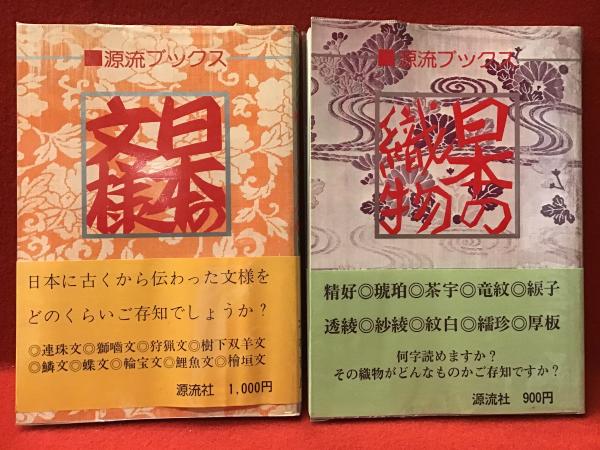 ■源流ブックス
日本の
文様
日本に古くから伝わった文様を
どのくらいご存知でしょうか?
◎連珠文◎獅嚙文◎狩猟文◎樹下双羊文
◎鱗文◎蝶文◎輪宝文◎鯉魚文◎檜垣文
源流社 1,000円
■源流ブックス
日本の
織物
精好◎琥珀◎茶宇◎竜紋◎綟子
透綾◎紗綾◎紋白◎繻珍◎厚板
何字読めますか?
その織物がどんなものかご存知ですか?
源流社 900円